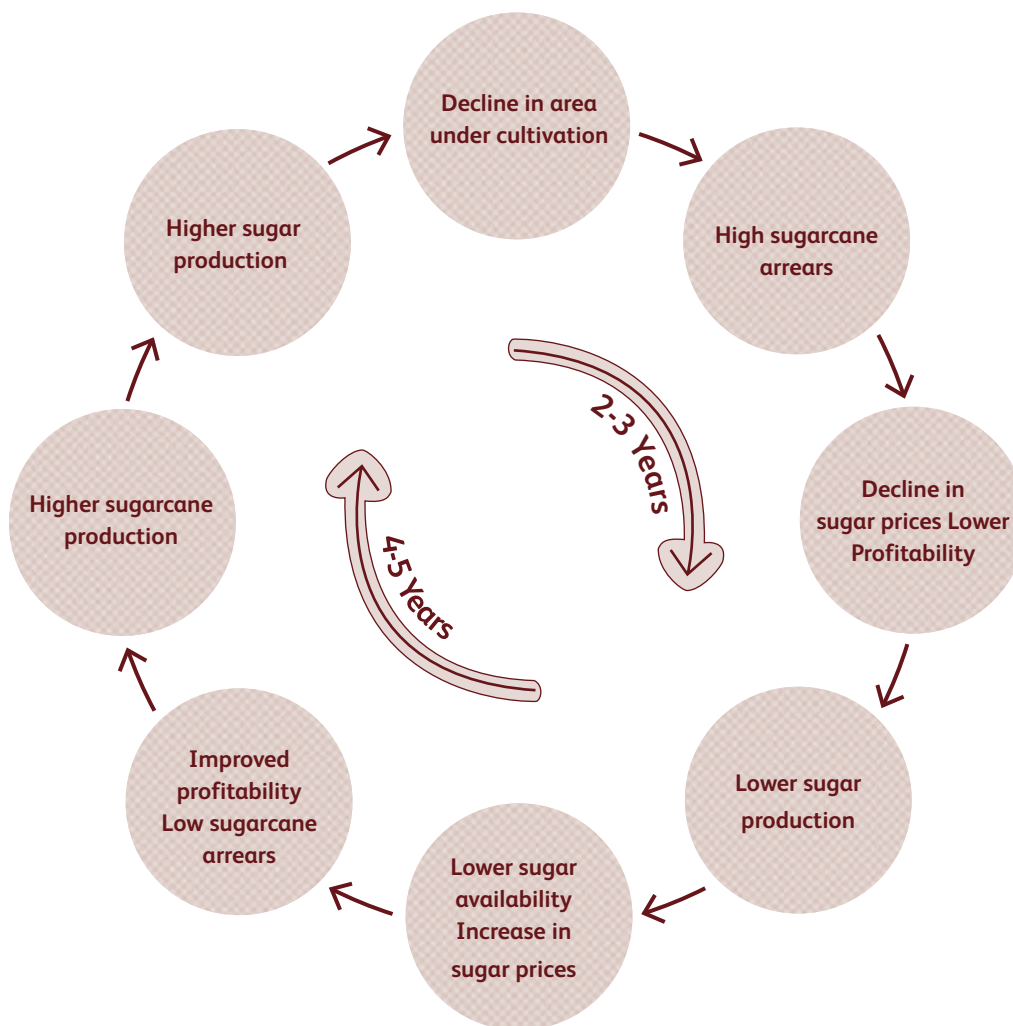 Decline in area
under cultivation
High sugarcane
arrears
Decline in
sugar prices Lower
Profitability
Lower sugar
production
Lower sugar
availability
Increase in
sugar prices
Improved
profitability
Low sugarcane
arrears
Higher sugarcane
production
Higher sugar
production
2-3 Years
4-5 Years